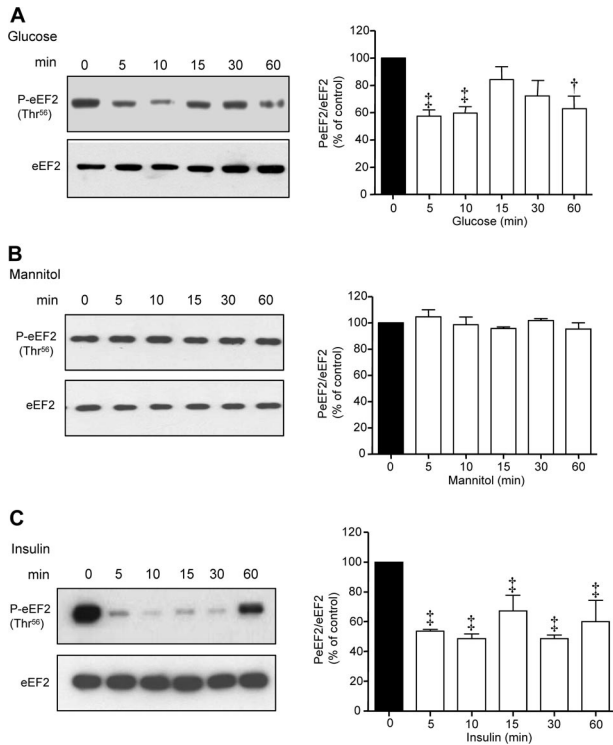 A
Glucose
min 0 5 10 15 30 60
P-eEF2
(Thr⁵⁶)
eEF2
PeEF2/eEF2
(% of control)
120
100
80
60
40
20
0
‡ ‡ †
0 5 10 15 30 60
Glucose (min)
B
Mannitol
min 0 5 10 15 30 60
P-eEF2
(Thr⁵⁶)
eEF2
PeEF2/eEF2
(% of control)
120
100
80
60
40
20
0
0 5 10 15 30 60
Mannitol (min)
C
Insulin
min 0 5 10 15 30 60
P-eEF2
(Thr⁵⁶)
eEF2
PeEF2/eEF2
(% of control)
120
100
80
60
40
20
0
‡ ‡ ‡ ‡ ‡
0 5 10 15 30 60
Insulin (min)